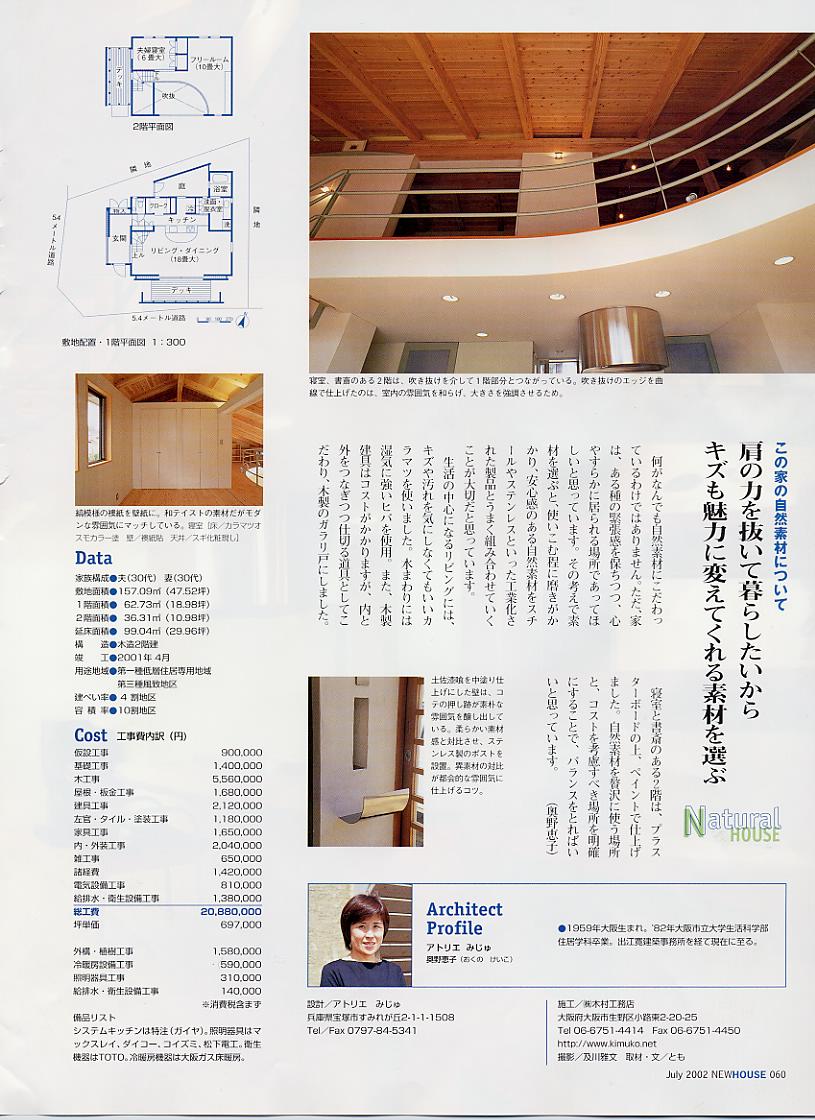 夫婦寝室
(6畳大)
フリールーム
(10畳大)
デッキ
吹抜
2階平面図
隣地
庭
浴室
物入
クローク
冷
洗面・
脱衣室
洗
隣地
キッチン
玄関
上ル
リビング・ダイニング
(18畳大)
デッキ
54メートル道路
5.4メートル道路
敷地配置・1階平面図 1:300
寝室、書斎のある2階は、吹き抜けを介して1階部分とつながっている。吹き抜けのエッジを曲
線で仕上げたのは、室内の雰囲気を和らげ、大きさを強調させるため。
縞模様の襖紙を壁紙に。和テイストの素材だがモダ
ンな雰囲気にマッチしている。寝室[床/カラマツオ
スモカラー塗 壁/襖紙貼 天井/スギ化粧現し]
この家の自然素材について
肩の力を抜いて暮らしたいから
キズも魅力に変えてくれる素材を選ぶ
何がなんでも自然素材にこだわっ
ているわけではありません。ただ、家
は、ある種の緊張感を保ちつつ、心
やすらかに居られる場所であってほ
しいと思っています。その考えで素
材を選ぶと、使いこむ程に磨きがか
かり、安心感のある自然素材をスチ
ールやステンレスといった工業化さ
れた製品とうまく組み合わせていく
ことが大切だと思っています。
生活の中心になるリビングには、
キズや汚れを気にしなくてもいいカ
ラマツを使いました。水まわりには
湿気に強いヒバを使用。また、木製
建具はコストがかかりますが、内と
外をつなぎつつ仕切る道具としてこ
だわり、木製のガラリ戸にしました。
寝室と書斎のある2階は、プラス
ターボードの上、ペイントで仕上げ
ました。自然素材を贅沢に使う場所
と、コストを考慮すべき場所を明確
にすることで、バランスをとればい
いと思っています。 (奥野恵子)
土佐漆喰を中塗り仕
上げにした壁は、コ
テの押し跡が素朴な
雰囲気を醸し出して
いる。柔らかい素材
感と対比させ、ステ
ンレス製のポストを
設置。異素材の対比
が都会的な雰囲気に
仕上げるコツ。
Natural
HOUSE
Data
家族構成●夫(30代) 妻(30代)
敷地面積●157.09㎡(47.52坪)
1階面積● 62.73㎡(18.98坪)
2階面積● 36.31㎡(10.98坪)
延床面積● 99.04㎡(29.96坪)
構造●木造2階建
竣工●2001年4月
用途地域●第一種低層住居専用地域
第三種風致地区
建ぺい率●4割地区
容積率●10割地区
Cost 工事費内訳(円)
仮設工事 900,000
基礎工事 1,400,000
木工事 5,560,000
屋根・板金工事 1,680,000
建具工事 2,120,000
左官・タイル・塗装工事 1,180,000
家具工事 1,650,000
内・外装工事 2,040,000
雑工事 650,000
諸経費 1,420,000
電気設備工事 810,000
給排水・衛生設備工事 1,380,000
総工費 20,880,000
坪単価 697,000
外構・植樹工事 1,580,000
冷暖房設備工事 590,000
照明器具工事 310,000
給排水・衛生設備工事 140,000
※消費税含まず
備品リスト
システムキッチンは特注(ガイヤ)。照明器具はマ
ックスレイ、ダイコー、コイズミ、松下電工。衛生
機器はTOTO。冷暖房機器は大阪ガス床暖房。
Architect
Profile
アトリエ みじゅ
奥野恵子(おくの けいこ)
●1959年大阪生まれ。'82年大阪市立大学生活科学部
住居学科卒業。出江寛建築事務所を経て現在に至る。
設計/アトリエ みじゅ
兵庫県宝塚市すみれが丘2-1-1-1508
Tel/Fax 0797-84-5341
施工/㈱木村工務店
大阪府大阪市生野区小路東2-20-25
Tel 06-6751-4414 Fax 06-6751-4450
http://www.kimuko.net
撮影/及川雅文 取材・文/とも
July 2002 NEWHOUSE 060